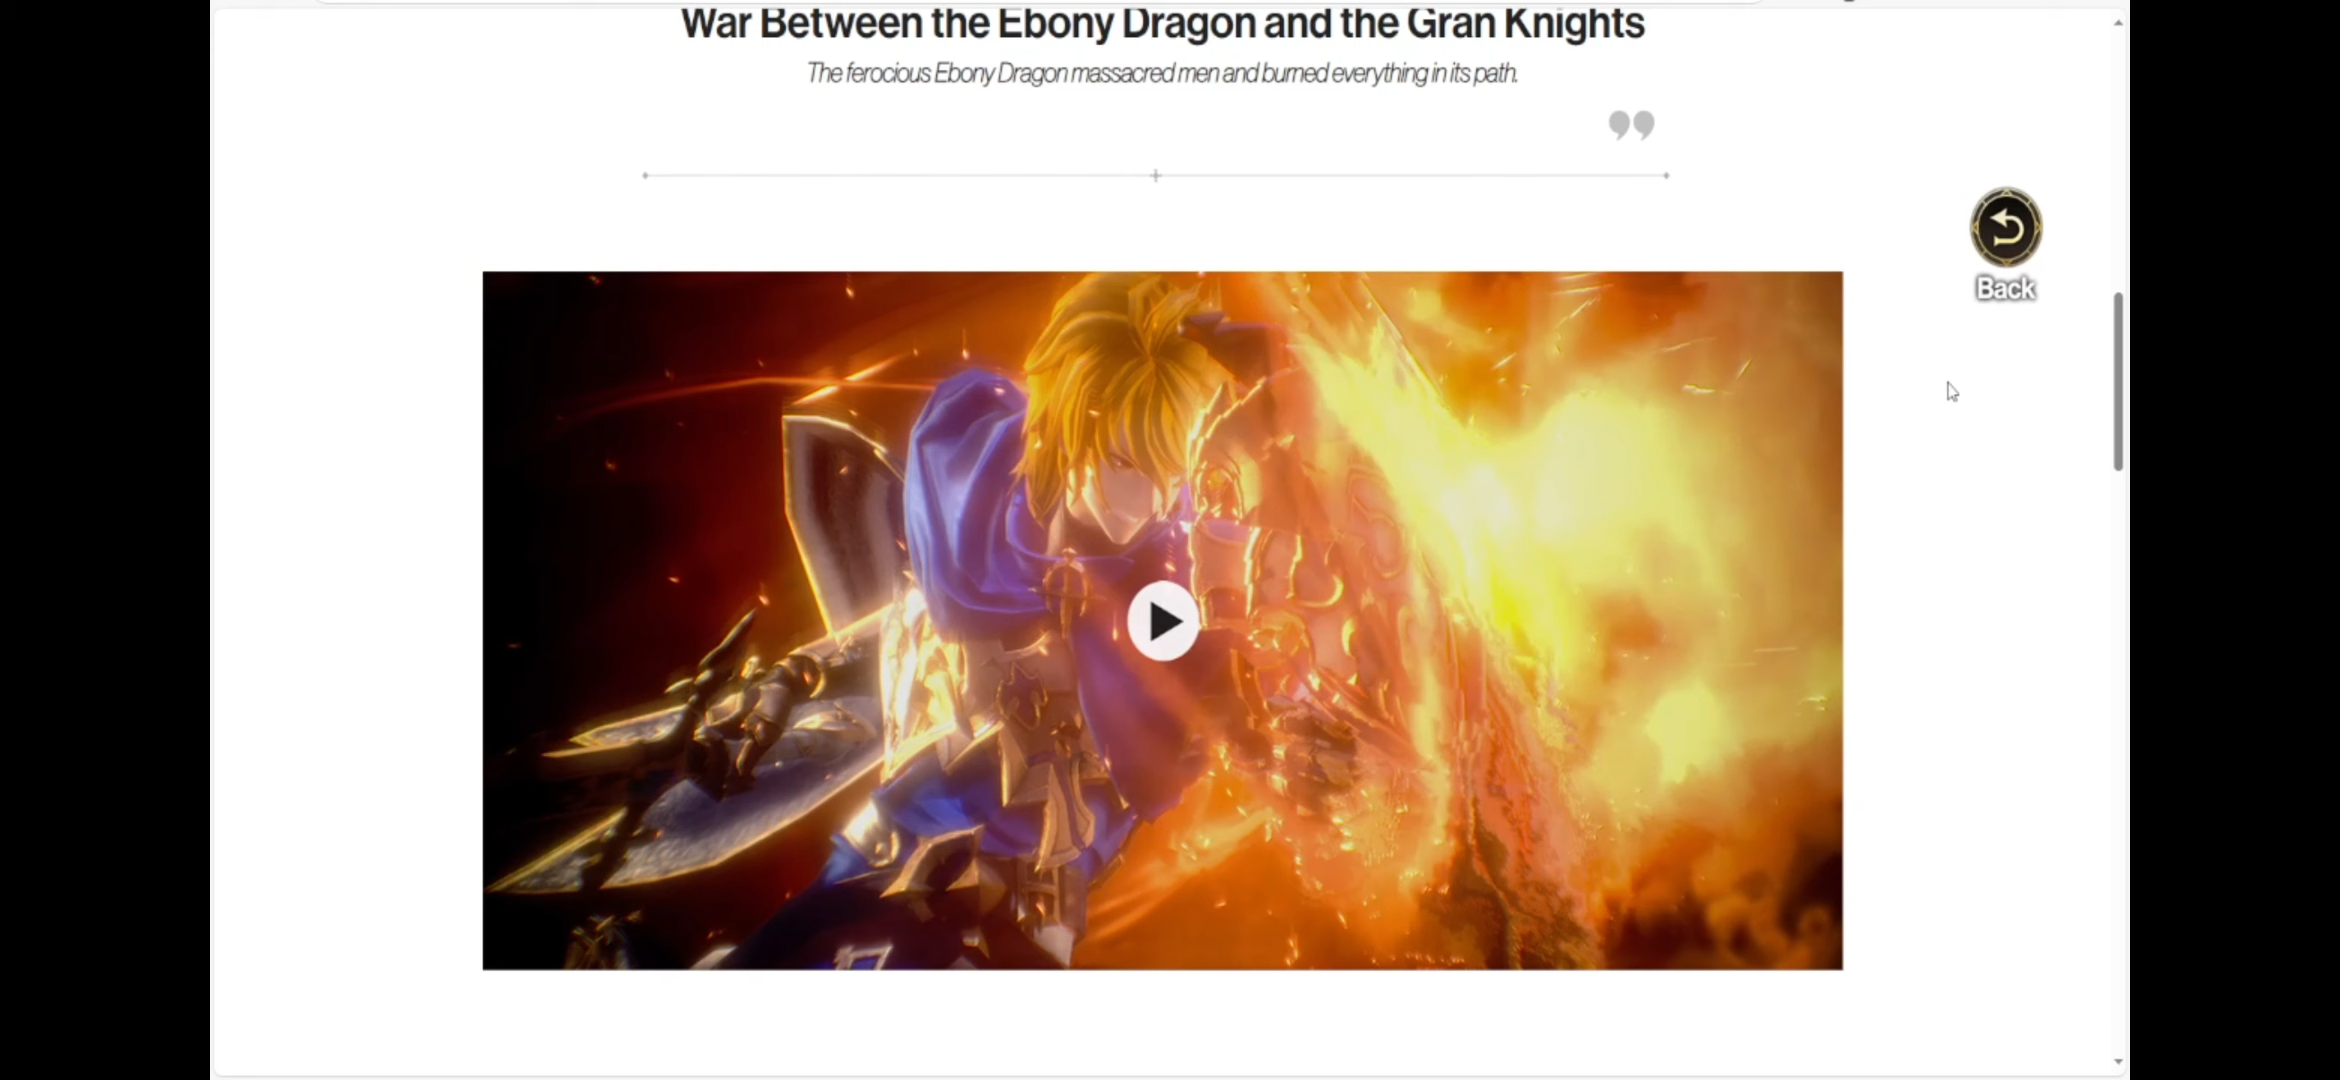 War Between the Ebony Dragon and the Gran Knights
The ferocious Ebony Dragon massacred men and burned everything in its path.
”
Back